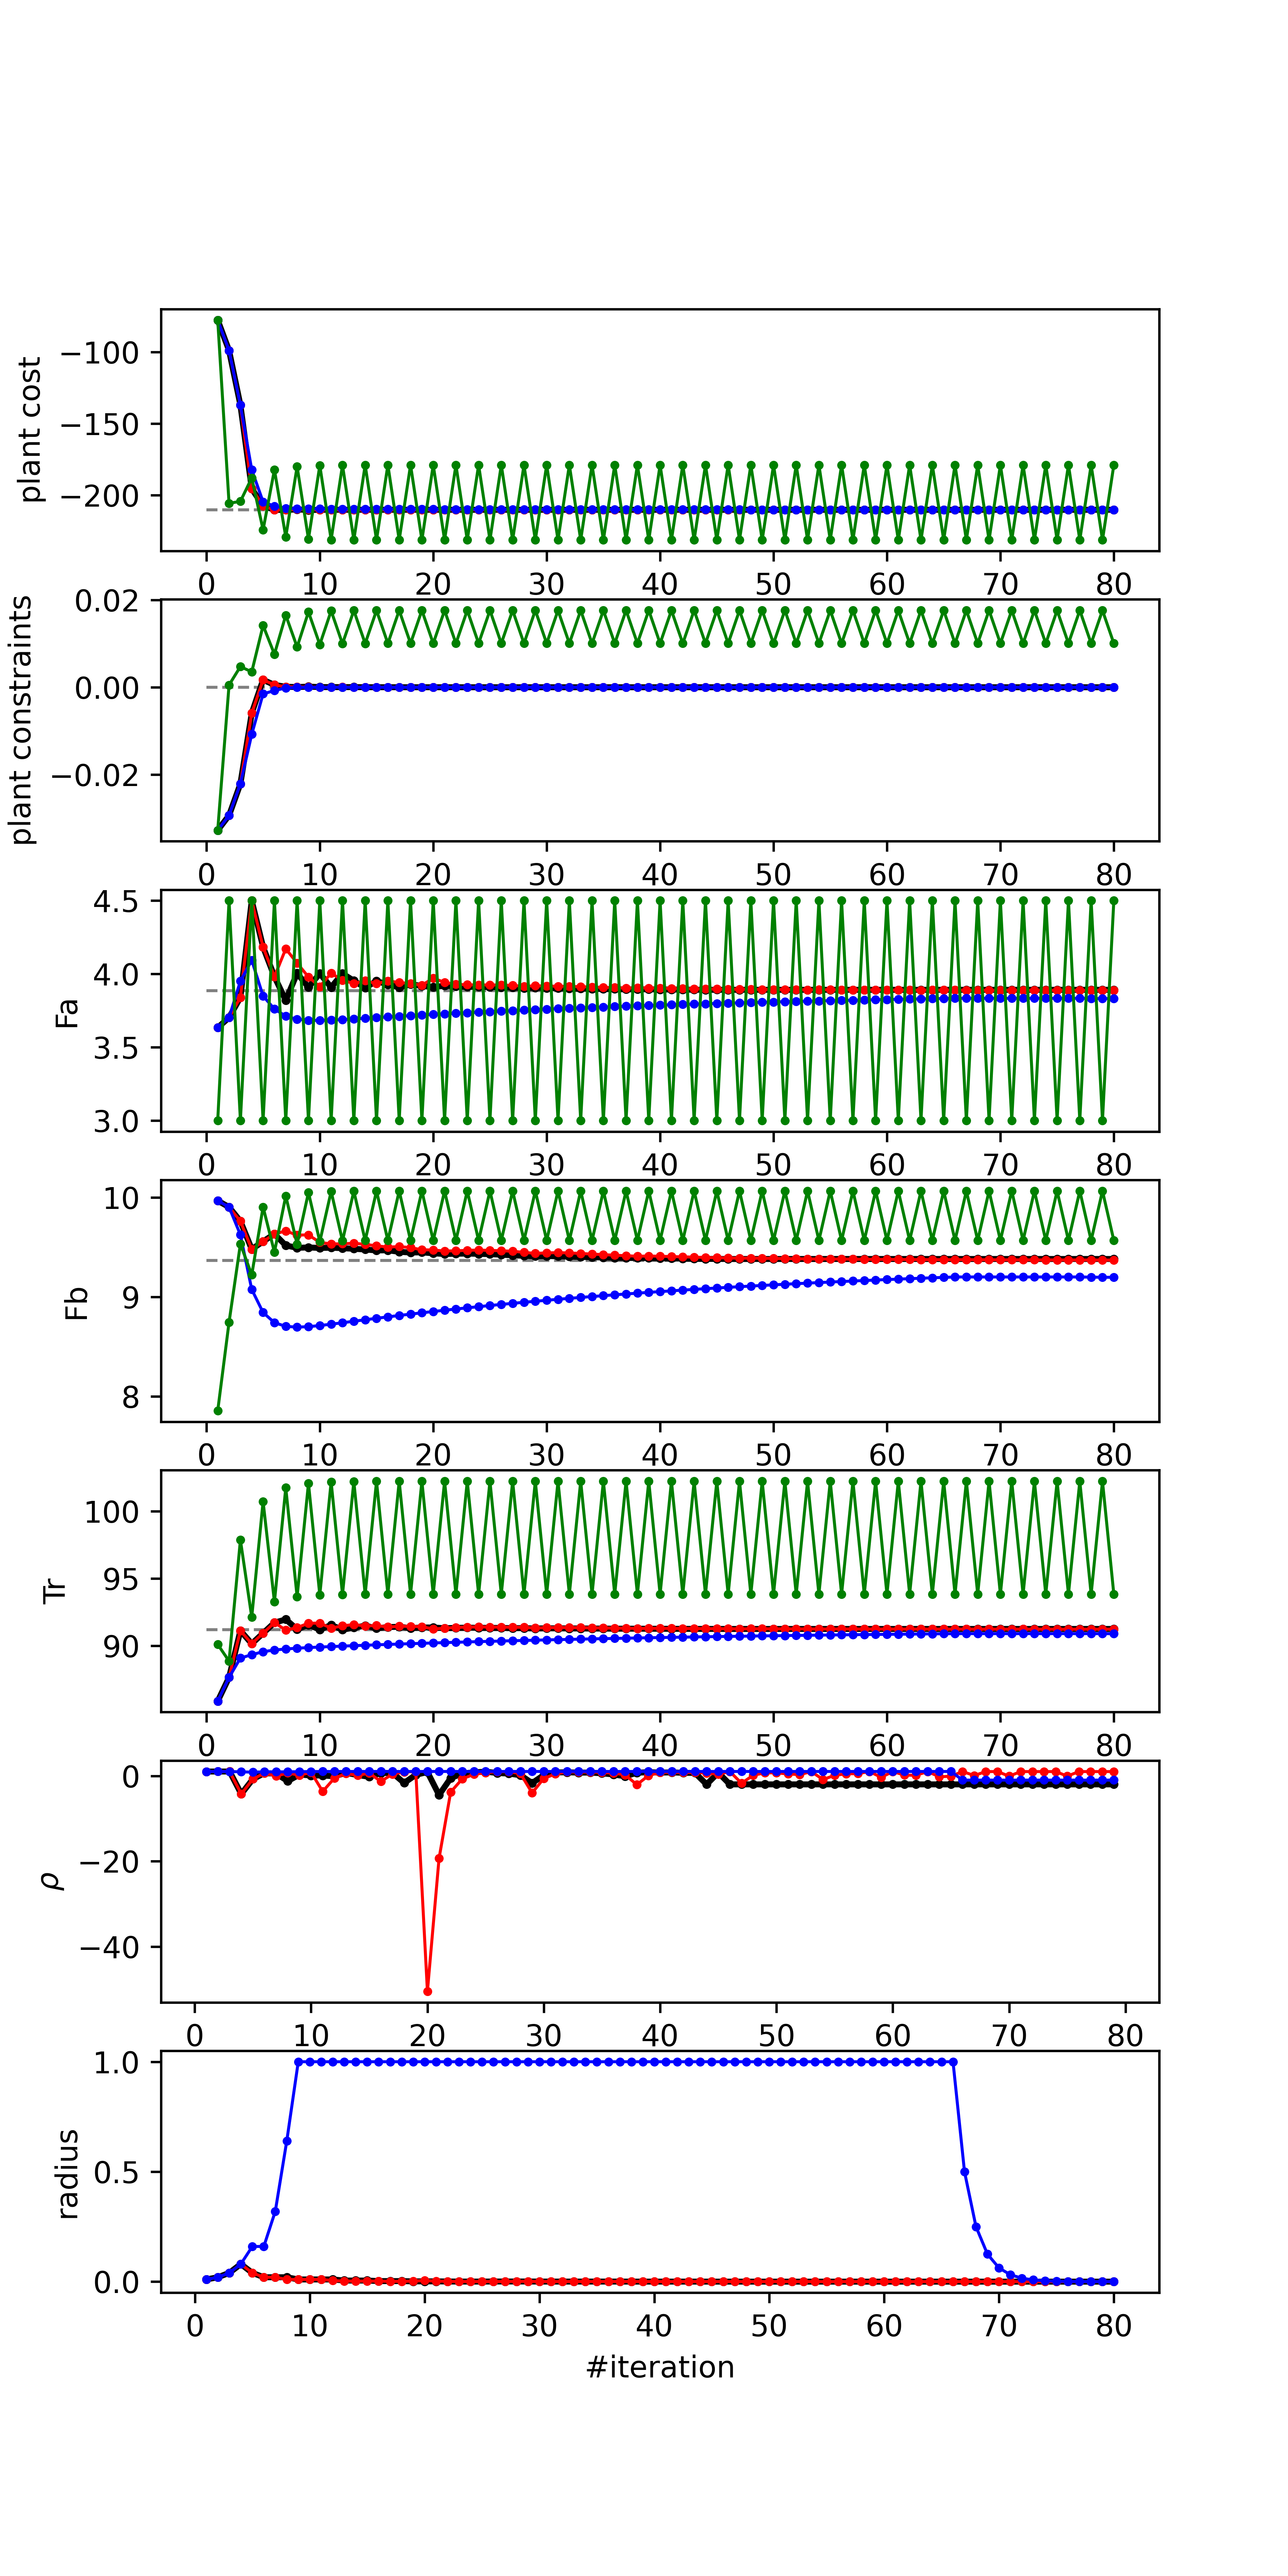 plant cost
−100
−150
−200
0 10 20 30 40 50 60 70 80
plant constraints
0.02
0.00
−0.02
0 10 20 30 40 50 60 70 80
Fa
4.5
4.0
3.5
3.0
0 10 20 30 40 50 60 70 80
Fb
10
9
8
0 10 20 30 40 50 60 70 80
Tr
100
95
90
0 10 20 30 40 50 60 70 80
ρ
0
−20
−40
0 10 20 30 40 50 60 70 80
radius
1.0
0.5
0.0
0 10 20 30 40 50 60 70 80
#iteration